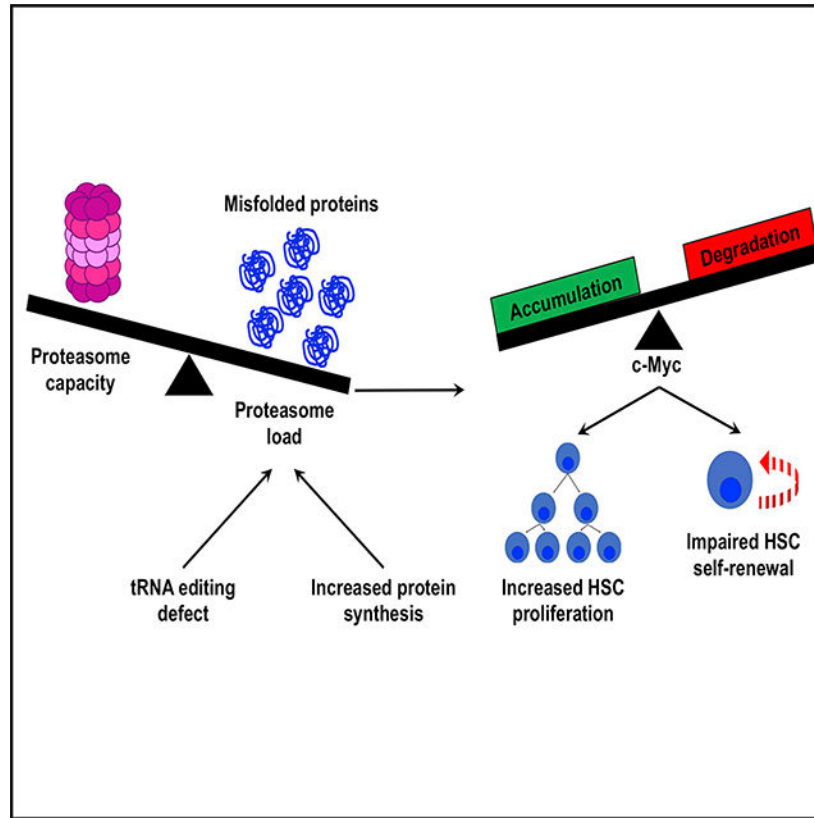 Misfolded proteins
Proteasome
capacity
Proteasome
load
tRNA editing
defect
Increased protein
synthesis
Accumulation
Degradation
c-Myc
Increased HSC
proliferation
Impaired HSC
self-renewal